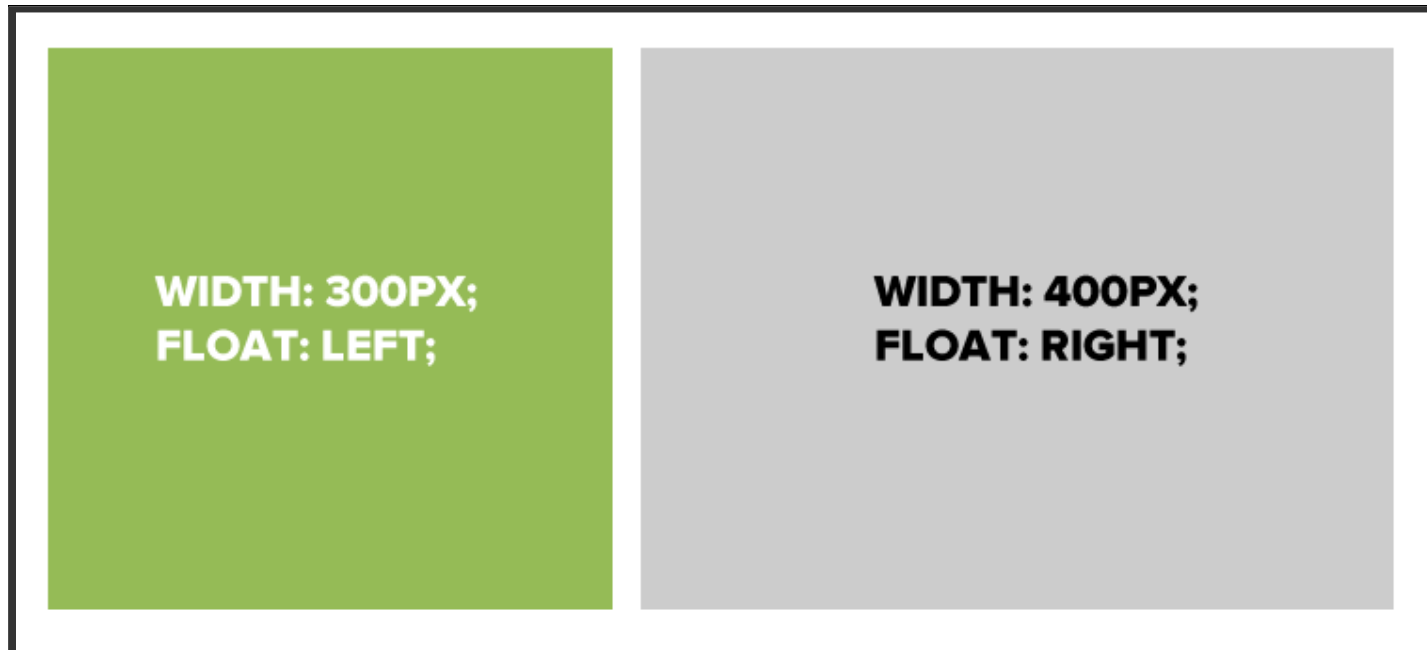 WIDTH: 300PX;
FLOAT: LEFT;
WIDTH: 400PX;
FLOAT: RIGHT;